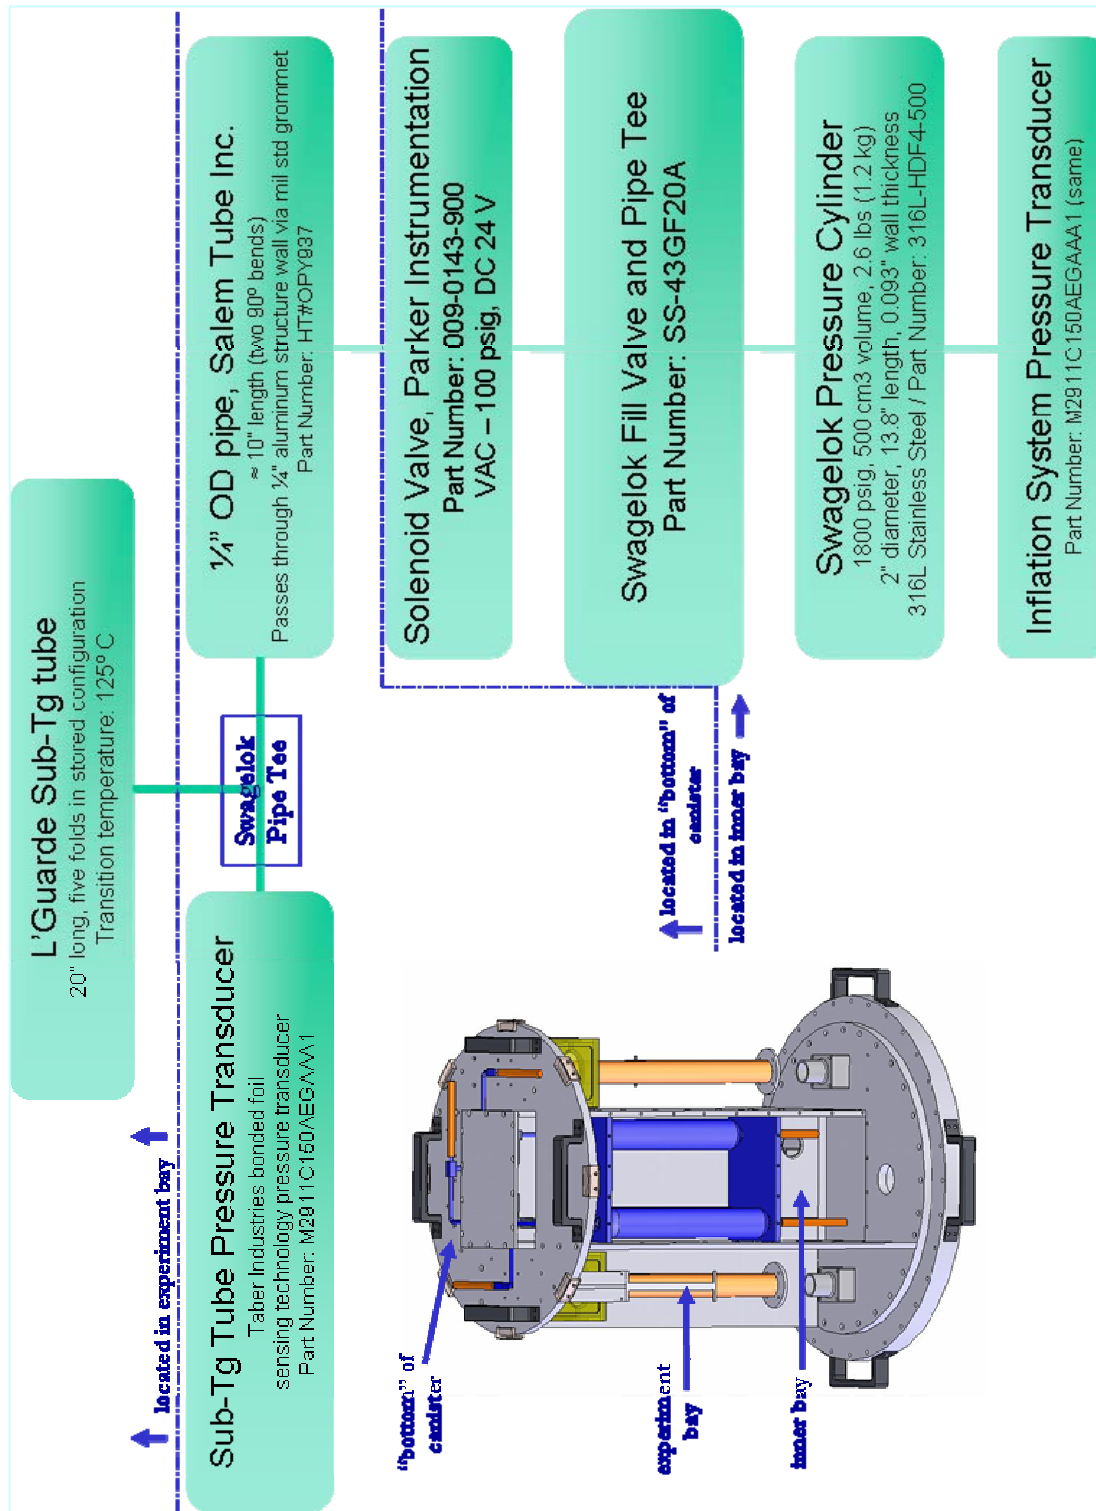 L'Guarde Sub-Tg tube
20" long, five folds in stored configuration
Transition temperature: 125º C
located in experiment bay
Sub-Tg Tube Pressure Transducer
Taber Industries bonded foil
sensing technology pressure transducer
Part Number: M2911C150AEGAAA1
Swagelok
Pipe Tee
¼" OD pipe, Salem Tube Inc.
≈ 10" length (two 90º bends)
Passes through ¼" aluminum structure wall via mil std grommet
Part Number: HT#OPY937
Solenoid Valve, Parker Instrumentation
Part Number: 009-0143-900
VAC – 100 psig, DC 24 V
Swagelok Fill Valve and Pipe Tee
Part Number: SS-43GF20A
Swagelok Pressure Cylinder
1800 psig, 500 cm3 volume, 2.6 lbs (1.2 kg)
2" diameter, 13.8" length, 0.093" wall thickness
316L Stainless Steel / Part Number: 316L-HDF4-500
Inflation System Pressure Transducer
Part Number: M2911C150AEGAAA1 (same)
located in "bottom" of
canister
located in inner bay
"bottom" of
canister
experiment
bay
inner bay